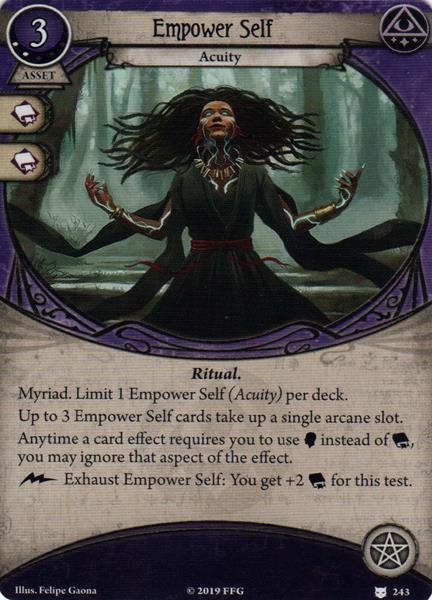 3
Empower Self
ASSET
Acuity
Ritual.
Myriad. Limit 1 Empower Self (Acuity) per deck.
Up to 3 Empower Self cards take up a single arcane slot.
Anytime a card effect requires you to use instead of ,
you may ignore that aspect of the effect.
Exhaust Empower Self: You get +2 for this test.
Illus. Felipe Gaona
© 2019 FFG
243